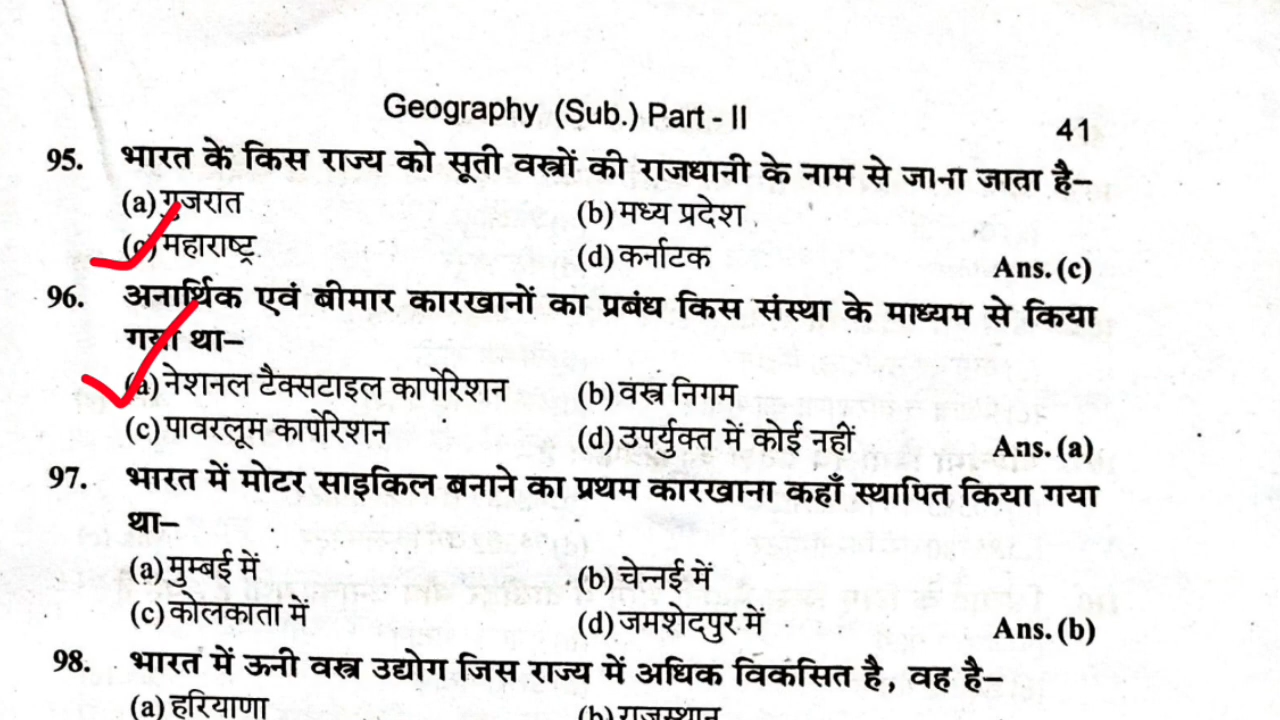 Geography (Sub.) Part - II
41
95. भारत के किस राज्य को सूती वस्त्रों की राजधानी के नाम से जाना जाता है–
(a) गुजरात (b) मध्य प्रदेश
(c) महाराष्ट्र (d) कर्नाटक Ans. (c)
96. अनार्थिक एवं बीमार कारखानों का प्रबंध किस संस्था के माध्यम से किया
गया था–
(a) नेशनल टैक्सटाइल कार्पोरेशन (b) वस्त्र निगम
(c) पावरलूम कार्पोरेशन (d) उपर्युक्त में कोई नहीं Ans. (a)
97. भारत में मोटर साइकिल बनाने का प्रथम कारखाना कहाँ स्थापित किया गया
था–
(a) मुम्बई में (b) चेन्नई में
(c) कोलकाता में (d) जमशेदपुर में Ans. (b)
98. भारत में ऊनी वस्त्र उद्योग जिस राज्य में अधिक विकसित है, वह है–
(a) हरियाणा (b) राजस्थान